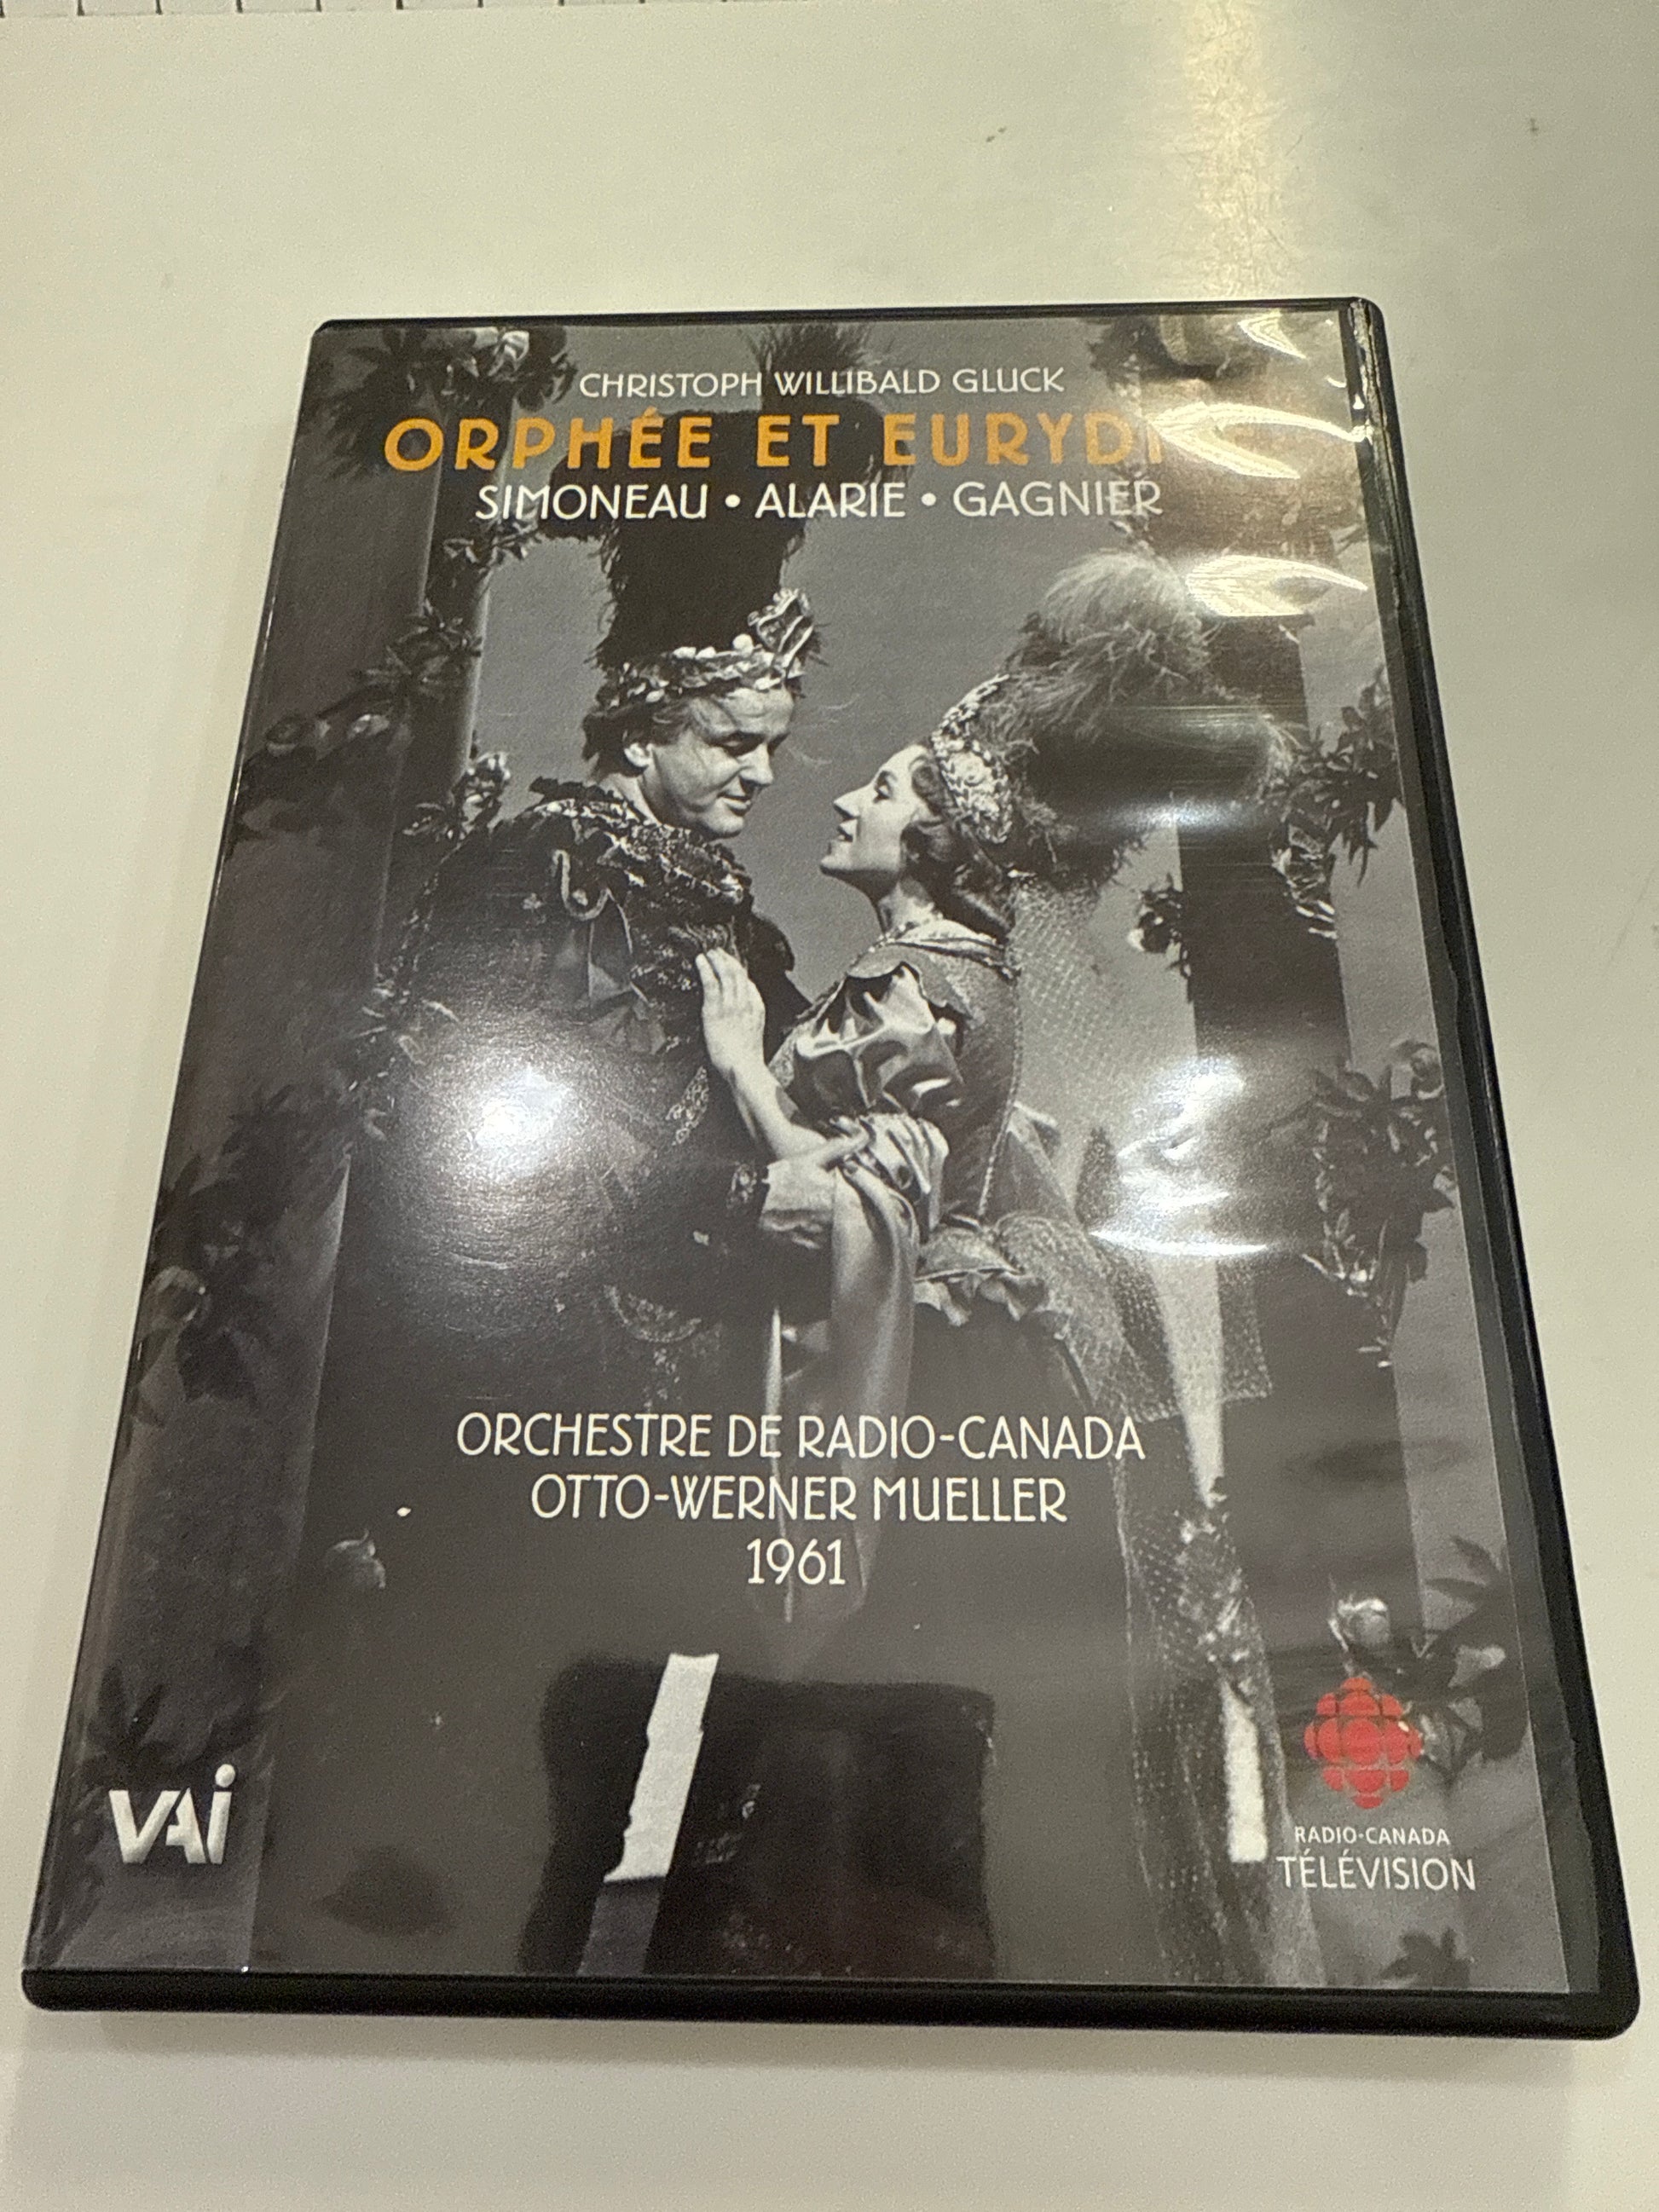 CHRISTOPH WILLIBALD GLUCK
ORPHÉE ET
SIMONEAU • ALARIE • GAGNIER
ORCHESTRE DE RADIO-CANADA
OTTO-WERNER MUELLER
1961
VAI
RADIO-CANADA
TÉLÉVISION